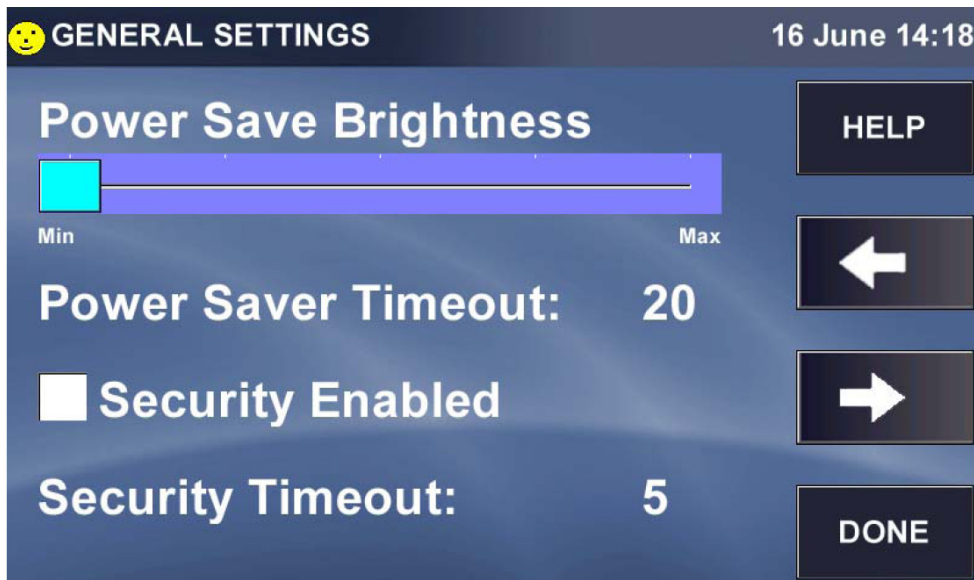 GENERAL SETTINGS
16 June 14:18
Power Save Brightness
HELP
Min
Max
Power Saver Timeout: 20
Security Enabled
Security Timeout: 5
DONE